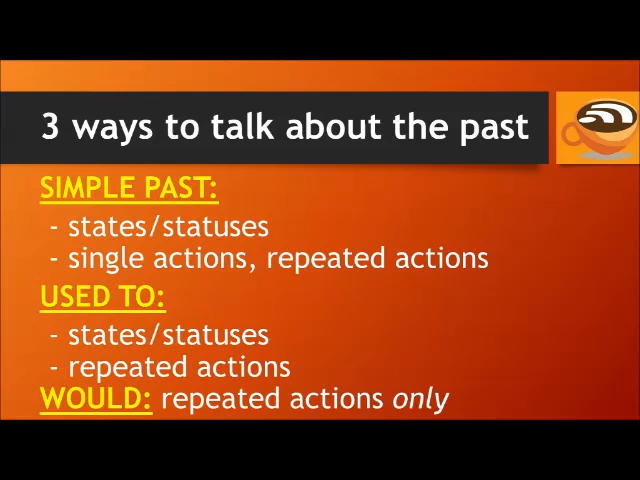 3 ways to talk about the past
SIMPLE PAST:
- states/statuses
- single actions, repeated actions
USED TO:
- states/statuses
- repeated actions
WOULD: repeated actions only